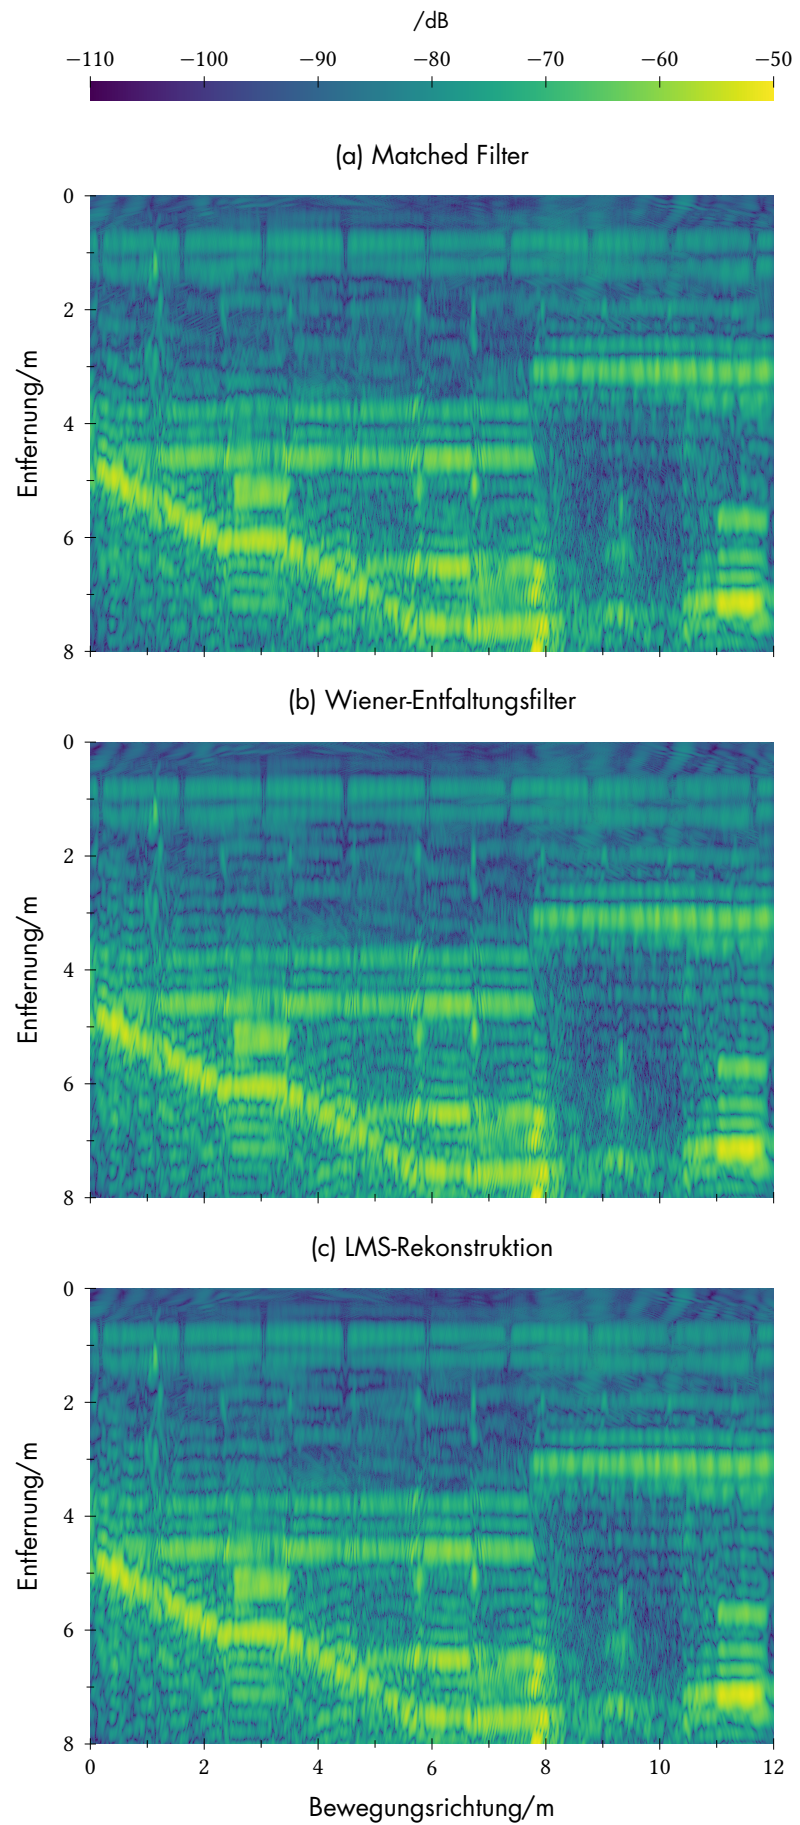 /dB
−110 −100 −90 −80 −70 −60 −50
(a) Matched Filter
0
2
4
6
8
Entfernung/m
(b) Wiener-Entfaltungsfilter
0
2
4
6
8
Entfernung/m
(c) LMS-Rekonstruktion
0
2
4
6
8
Entfernung/m
0 2 4 6 8 10 12
Bewegungsrichtung/m